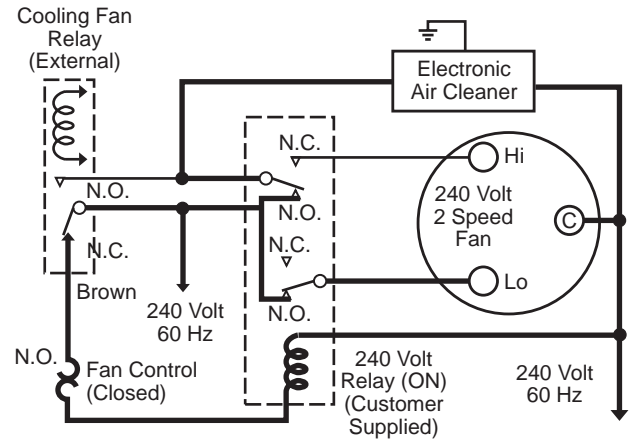 Cooling Fan
Relay
(External)
Electronic
Air Cleaner
N.C.
Hi
N.O.
N.O.
240 Volt
2 Speed
Fan
C
N.C.
N.C.
Lo
Brown
240 Volt
60 Hz
N.O.
N.O.
Fan Control
(Closed)
240 Volt
Relay (ON)
(Customer
Supplied)
240 Volt
60 Hz